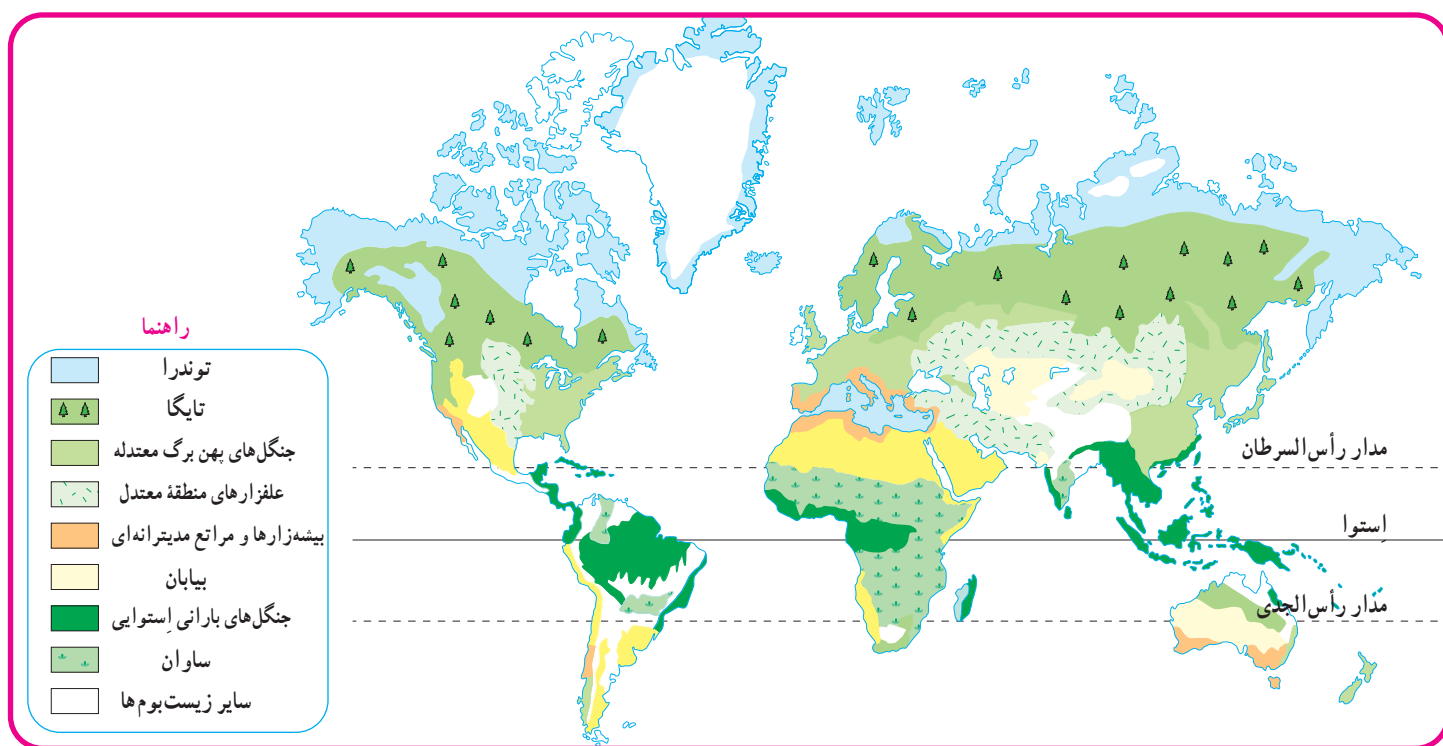 راهنما
توندرا
تایگا
جنگل‌های پهن برگ معتدله
علفزارهای منطقهٔ معتدل
بیشه‌زارها و مراتع مدیترانه‌ای
بیابان
جنگل‌های بارانی اِستوایی
ساوان
سایر زیست‌بوم‌ها
مدار رأس‌السرطان
اِستوا
مدار رأس‌الجدی